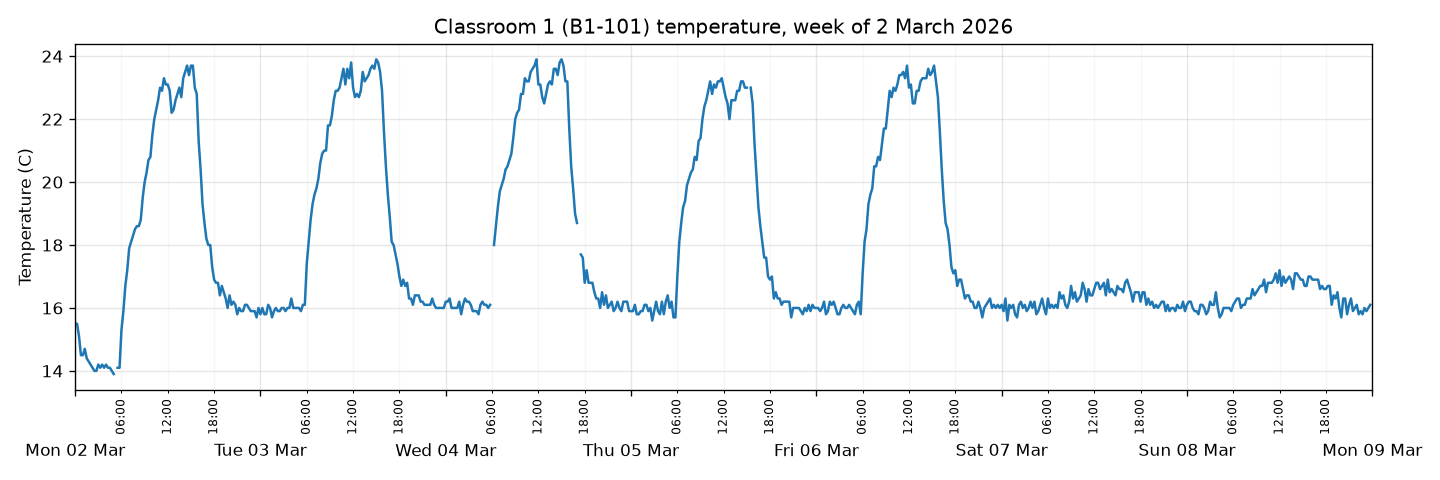 Classroom 1 (B1-101) temperature, week of 2 March 2026
Temperature (C)
24
22
20
18
16
14
06:00 12:00 18:00 06:00 12:00 18:00 06:00 12:00 18:00 06:00 12:00 18:00 06:00 12:00 18:00 06:00 12:00 18:00 06:00 12:00 18:00
Mon 02 Mar Tue 03 Mar Wed 04 Mar Thu 05 Mar Fri 06 Mar Sat 07 Mar Sun 08 Mar Mon 09 Mar